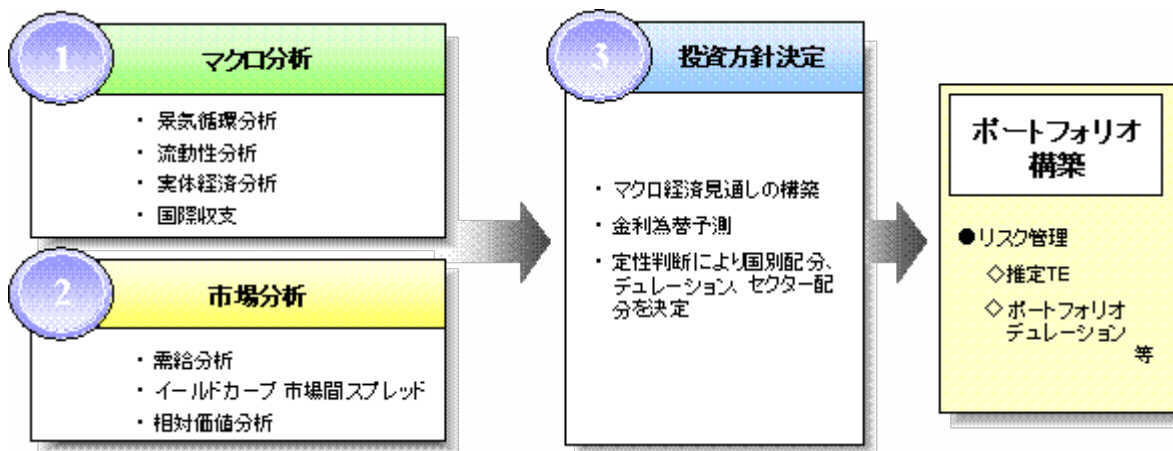 1
マクロ分析
・ 景気循環分析
・ 流動性分析
・ 実体経済分析
・ 国際収支
2
市場分析
・ 需給分析
・ イールドカーブ 市場間スプレッド
・ 相対価値分析
3
投資方針決定
・ マクロ経済見通しの構築
・ 金利為替予測
・ 定性判断により国別配分、
デュレーション、セクター配
分を決定
ポートフォリオ
構築
●リスク管理
◇推定TE
◇ポートフォリオ
デュレーション
等